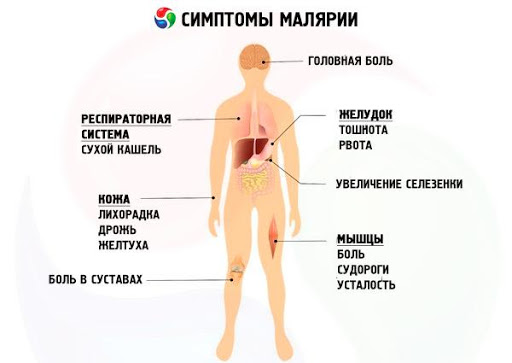 СИМПТОМЫ МАЛЯРИИ
ГОЛОВНАЯ БОЛЬ
РЕСПИРАТОРНАЯ
СИСТЕМА
СУХОЙ КАШЕЛЬ
ЖЕЛУДОК
ТОШНОТА
РВОТА
УВЕЛИЧЕНИЕ СЕЛЕЗЕНКИ
КОЖА
ЛИХОРАДКА
ДРОЖЬ
ЖЕЛТУХА
МЫШЦЫ
БОЛЬ
СУДОРОГИ
УСТАЛОСТЬ
БОЛЬ В СУСТАВАХ